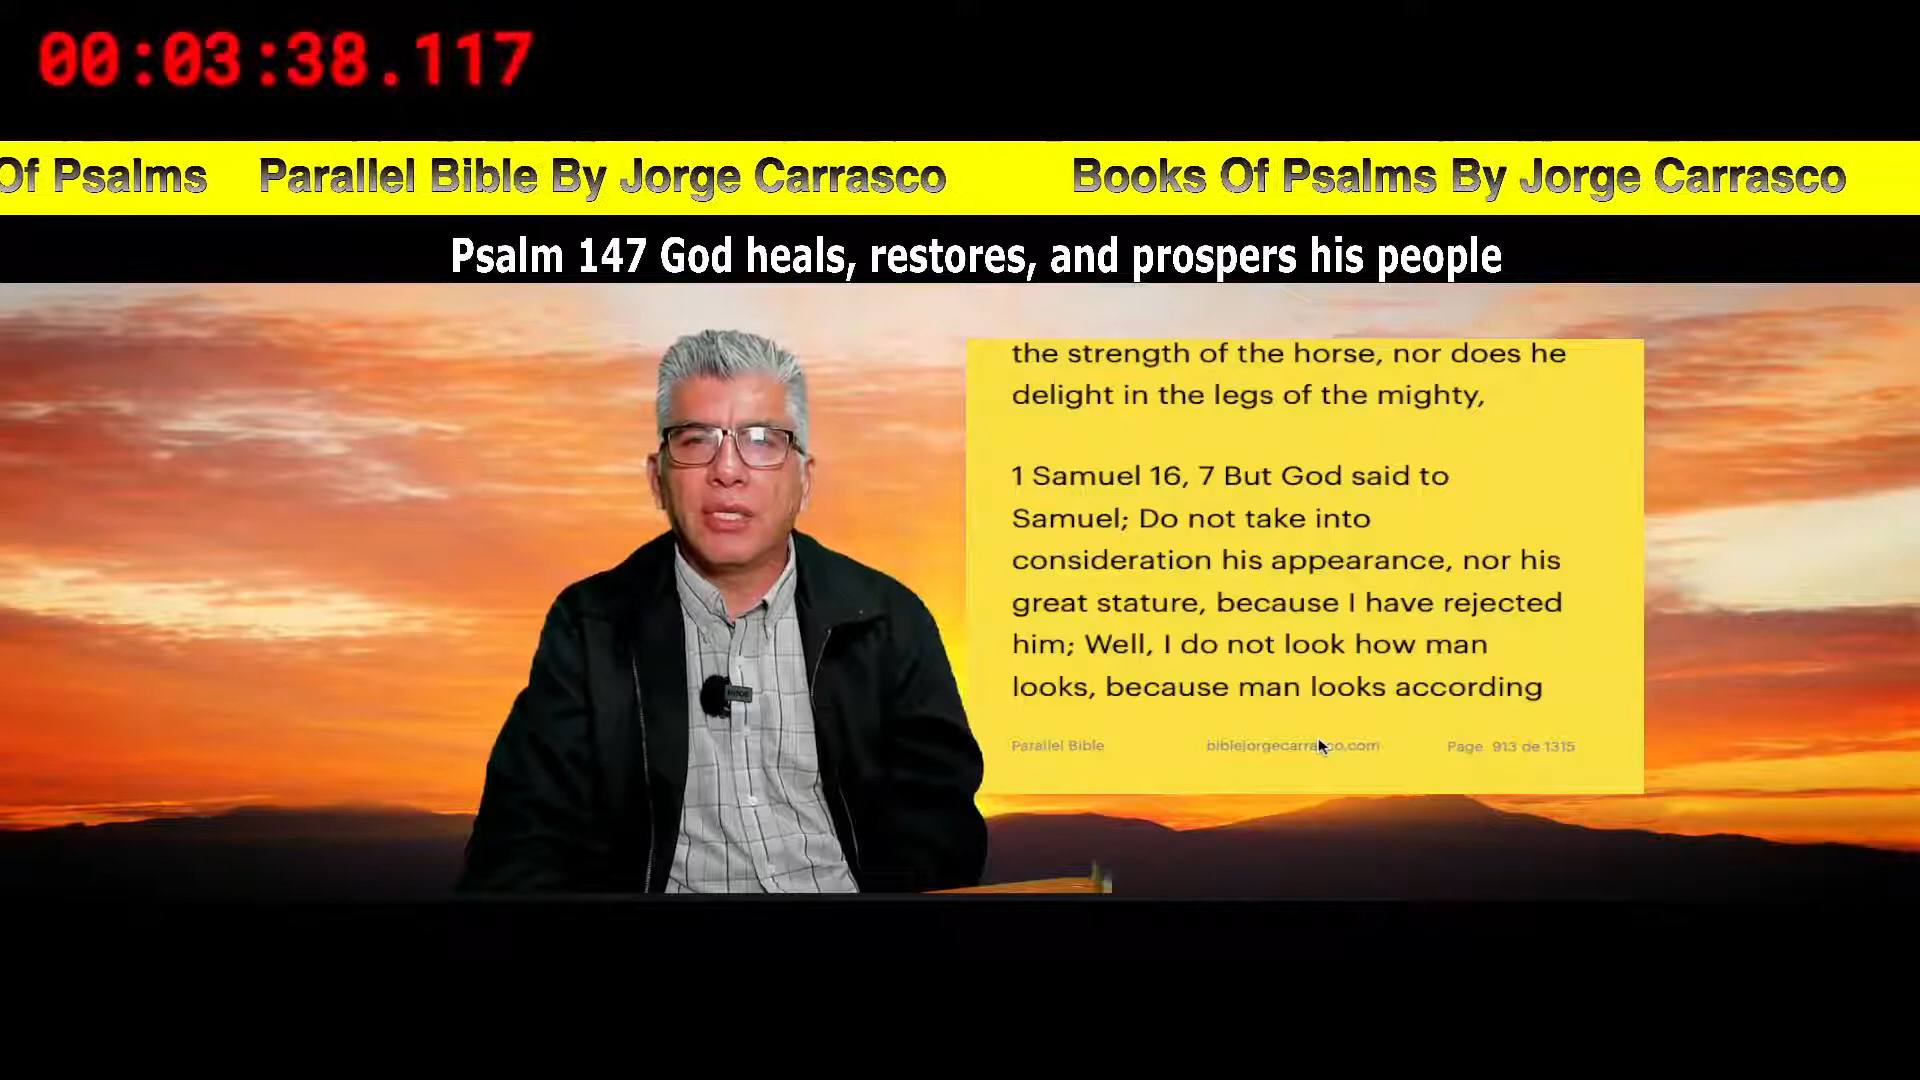 00:03:38.117
Of Psalms Parallel Bible By Jorge Carrasco Books Of Psalms By Jorge Carrasco
Psalm 147 God heals, restores, and prospers his people
the strength of the horse, nor does he
delight in the legs of the mighty,
1 Samuel 16, 7 But God said to
Samuel; Do not take into
consideration his appearance, nor his
great stature, because I have rejected
him; Well, I do not look how man
looks, because man looks according
Parallel Bible biblejorgecarrasco.com Page 913 de 1315